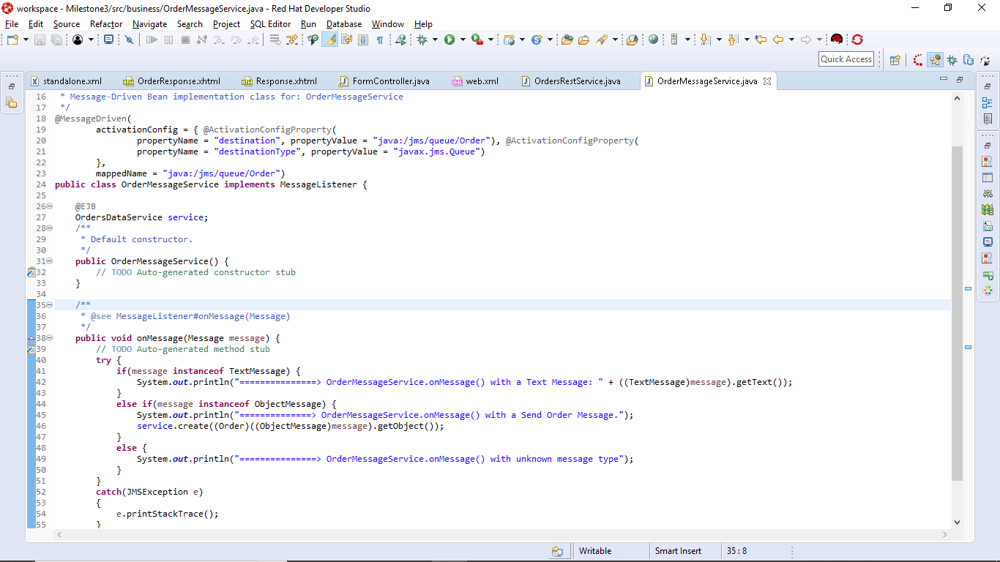 workspace - Milestone3/src/business/OrderMessageService.java - Red Hat Developer Studio
File Edit Source Refactor Navigate Search Project SQL Editor Run Database Window Help
Quick Access
standalone.xml OrderResponse.xhtml Response.xhtml FormController.java web.xml OrdersRestService.java OrderMessageService.java
16 * Message-Driven Bean implementation class for: OrderMessageService
17 */
18 @MessageDriven(
19 activationConfig = { @ActivationConfigProperty(
20 propertyName = "destination", propertyValue = "java:/jms/queue/Order"), @ActivationConfigProperty(
21 propertyName = "destinationType", propertyValue = "javax.jms.Queue")
22 },
23 mappedName = "java:/jms/queue/Order")
24 public class OrderMessageService implements MessageListener {
25
26 @EJB
27 OrdersDataService service;
28 /**
29 * Default constructor.
30 */
31 public OrderMessageService() {
32 // TODO Auto-generated constructor stub
33 }
34
35 /**
36 * @see MessageListener#onMessage(Message)
37 */
38 public void onMessage(Message message) {
39 // TODO Auto-generated method stub
40 try {
41 if(message instanceof TextMessage) {
42 System.out.println("===============> OrderMessageService.onMessage() with a Text Message: " + ((TextMessage)message).getText());
43 }
44 else if(message instanceof ObjectMessage) {
45 System.out.println("==============> OrderMessageService.onMessage() with a Send Order Message.");
46 service.create((Order)((ObjectMessage)message).getObject());
47 }
48 else {
49 System.out.println("===============> OrderMessageService.onMessage() with unknown message type");
50 }
51 }
52 catch(JMSException e)
53 {
54 e.printStackTrace();
55 }
Writable Smart Insert 35 : 8